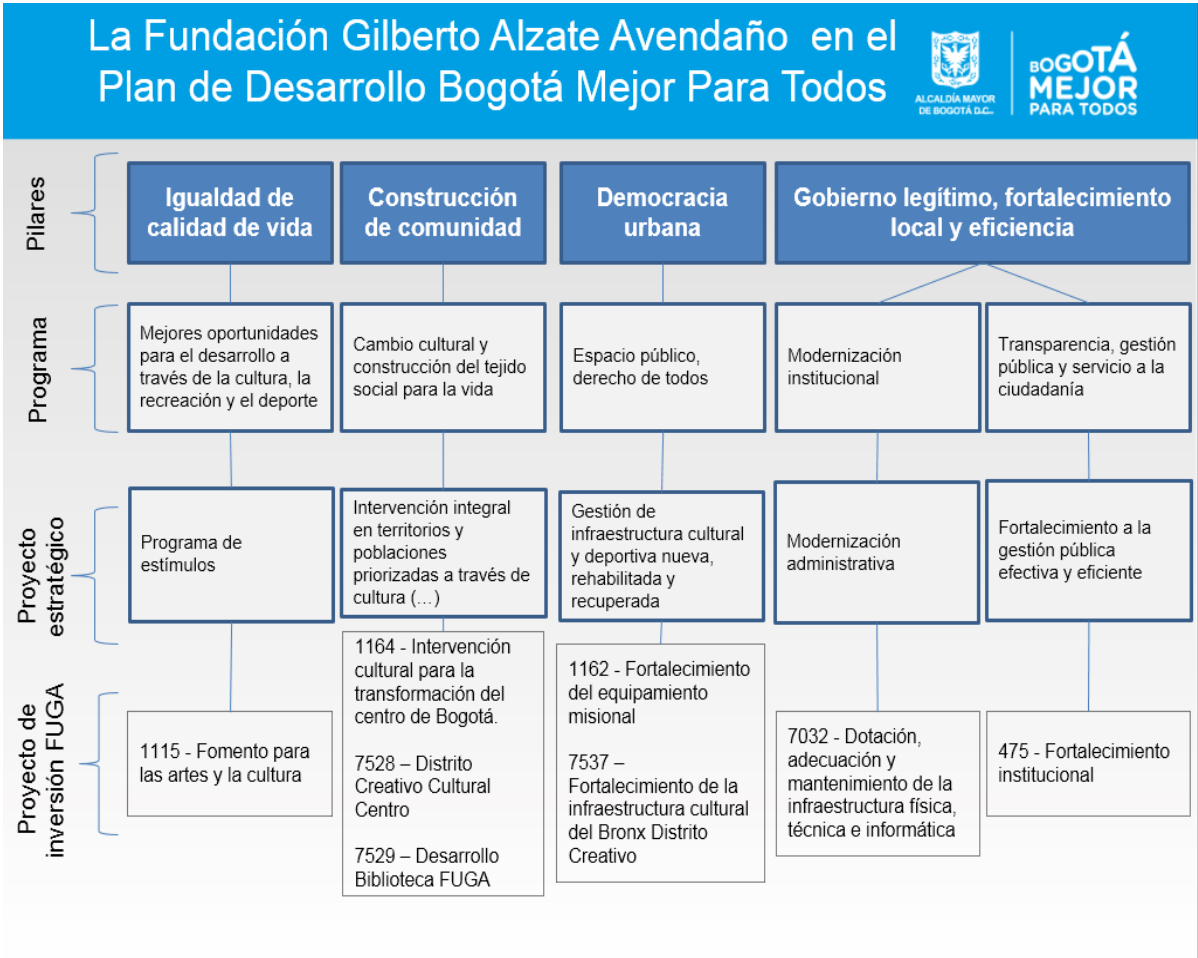 La Fundación Gilberto Alzate Avendaño en el
Plan de Desarrollo Bogotá Mejor Para Todos
ALCALDÍA MAYOR
DE BOGOTÁ D.C.
BOGOTÁ
MEJOR
PARA TODOS
Pilares
Igualdad de
calidad de vida
Construcción
de comunidad
Democracia
urbana
Gobierno legítimo, fortalecimiento
local y eficiencia
Programa
Mejores oportunidades
para el desarrollo a
través de la cultura, la
recreación y el deporte
Cambio cultural y
construcción del tejido
social para la vida
Espacio público,
derecho de todos
Modernización
institucional
Transparencia, gestión
pública y servicio a la
ciudadanía
Proyecto
estratégico
Programa de
estímulos
Intervención integral
en territorios y
poblaciones
priorizadas a través de
cultura (…)
Gestión de
infraestructura cultural
y deportiva nueva,
rehabilitada y
recuperada
Modernización
administrativa
Fortalecimiento a la
gestión pública
efectiva y eficiente
Proyecto de
inversión FUGA
1115 - Fomento para
las artes y la cultura
1164 - Intervención
cultural para la
transformación del
centro de Bogotá.
7528 – Distrito
Creativo Cultural
Centro
7529 – Desarrollo
Biblioteca FUGA
1162 - Fortalecimiento
del equipamiento
misional
7537 –
Fortalecimiento de la
infraestructura cultural
del Bronx Distrito
Creativo
7032 - Dotación,
adecuación y
mantenimiento de la
infraestructura física,
técnica e informática
475 - Fortalecimiento
institucional